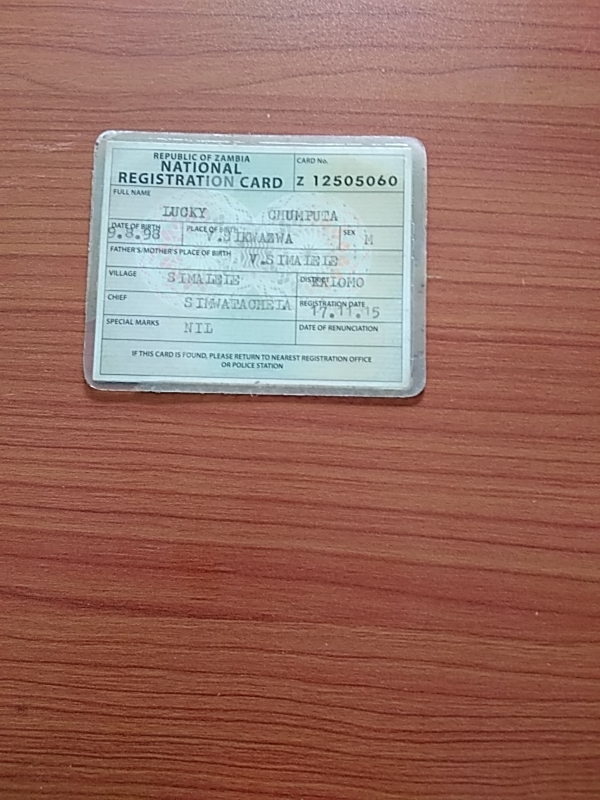 REPUBLIC OF ZAMBIA
NATIONAL
REGISTRATION CARD
CARD No.
Z 12505060
FULL NAME
LUCKY CHUMPUTA
DATE OF BIRTH 9.8.98 PLACE OF BIRTH V.SIKWAZWA SEX M
FATHER'S/MOTHER'S PLACE OF BIRTH V.SIMALELE
VILLAGE SIMALELE DISTRICT KALOMO
CHIEF SIMWATACHELA REGISTRATION DATE 17.11.15
SPECIAL MARKS NIL DATE OF RENUNCIATION
IF THIS CARD IS FOUND, PLEASE RETURN TO NEAREST REGISTRATION OFFICE
OR POLICE STATION